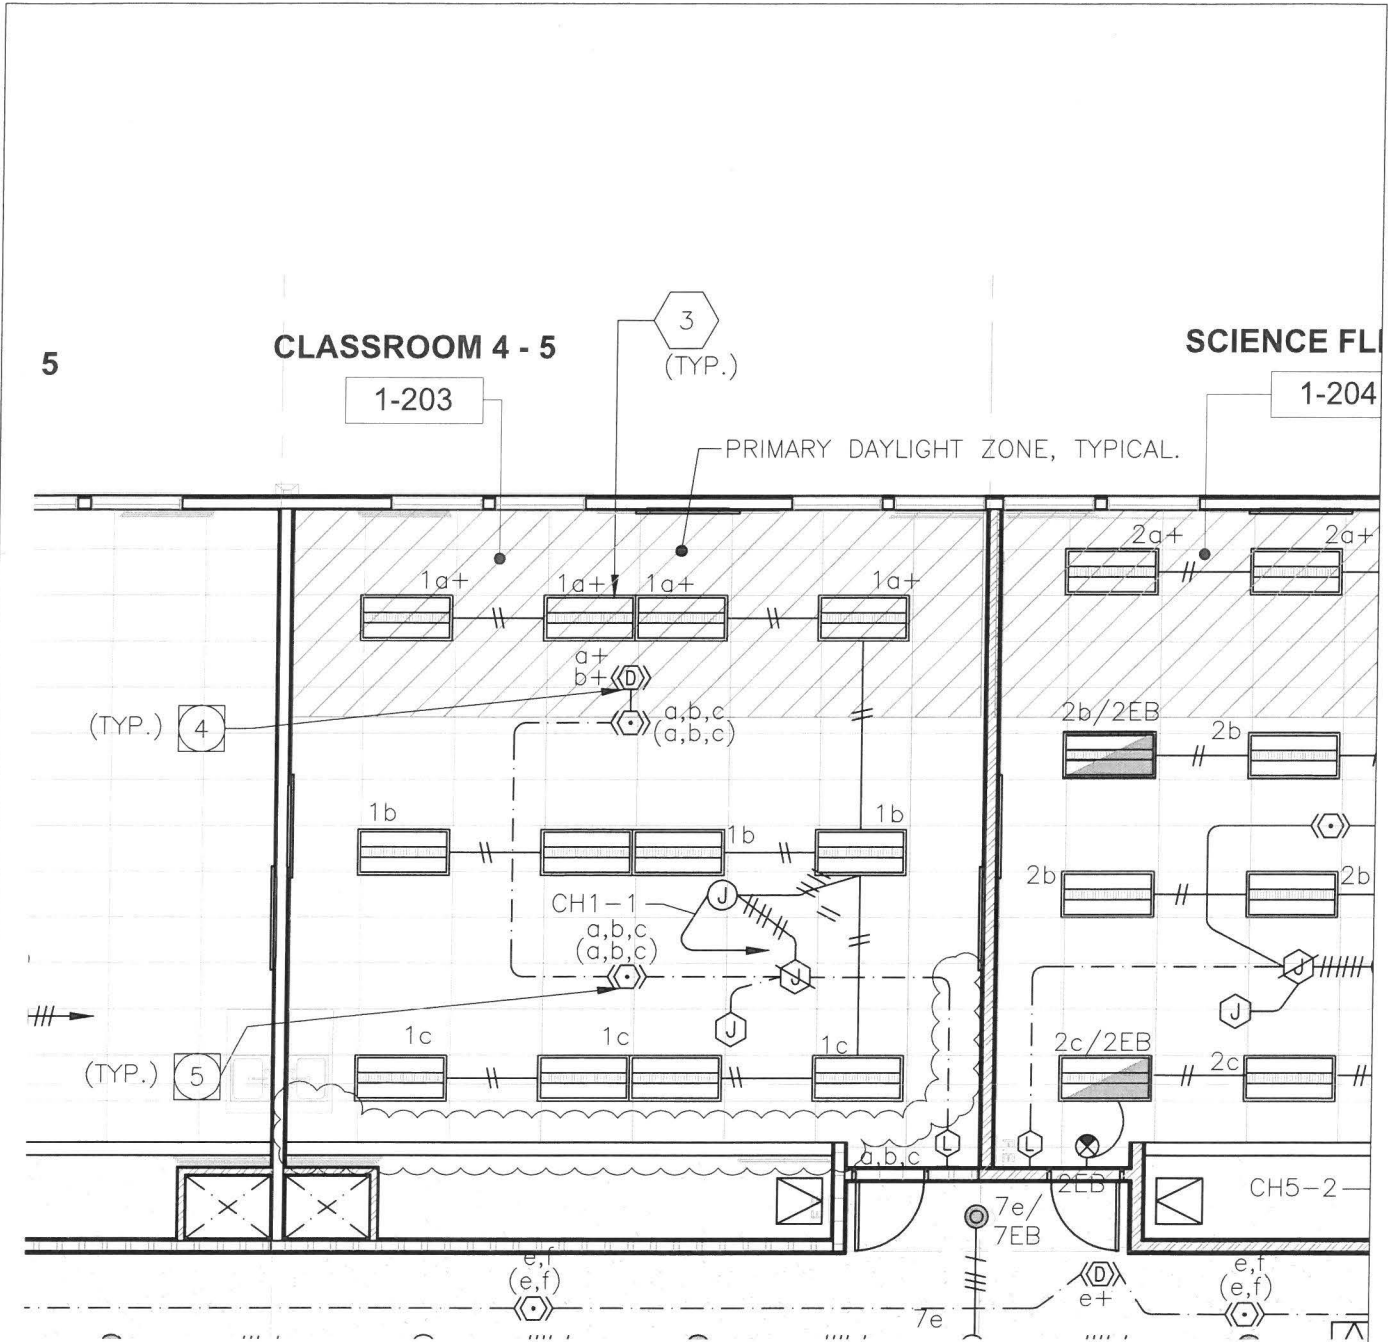 3
(TYP.)
CLASSROOM 4 - 5
SCIENCE FL
5
1-203
1-204
PRIMARY DAYLIGHT ZONE, TYPICAL.
2a+
2a+
1a+
1a+
1a+
1a+
a+
b+
D
(TYP.)
4
a,b,c
(a,b,c)
2b/2EB
2b
1b
1b
1b
2b
2b
CH1-1
J
a,b,c
(a,b,c)
J
J
J
J
1c
1c
1c
2c/2EB
2c
(TYP.)
5
L
L
a,b,c
2EB
CH5-2
7e/
7EB
e,f
(e,f)
D
e+
e,f
(e,f)
7e